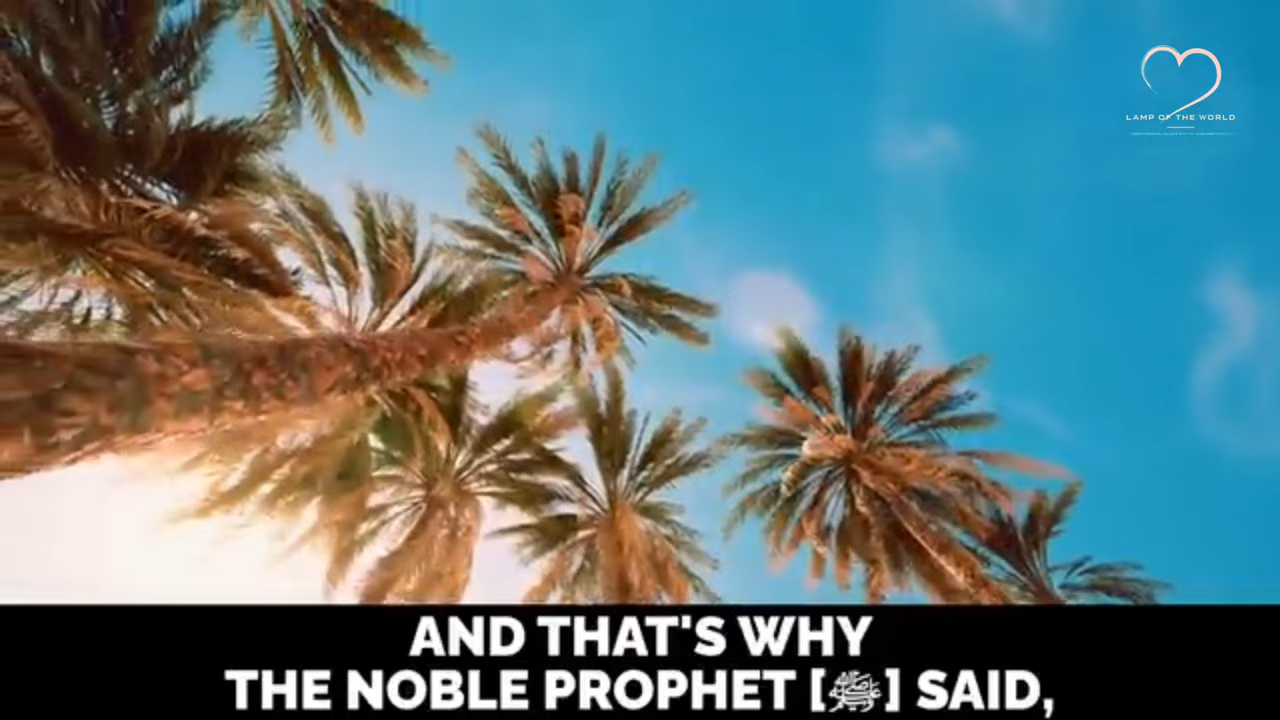 LAMP OF THE WORLD
AND THAT'S WHY
THE NOBLE PROPHET [ﷺ] SAID,